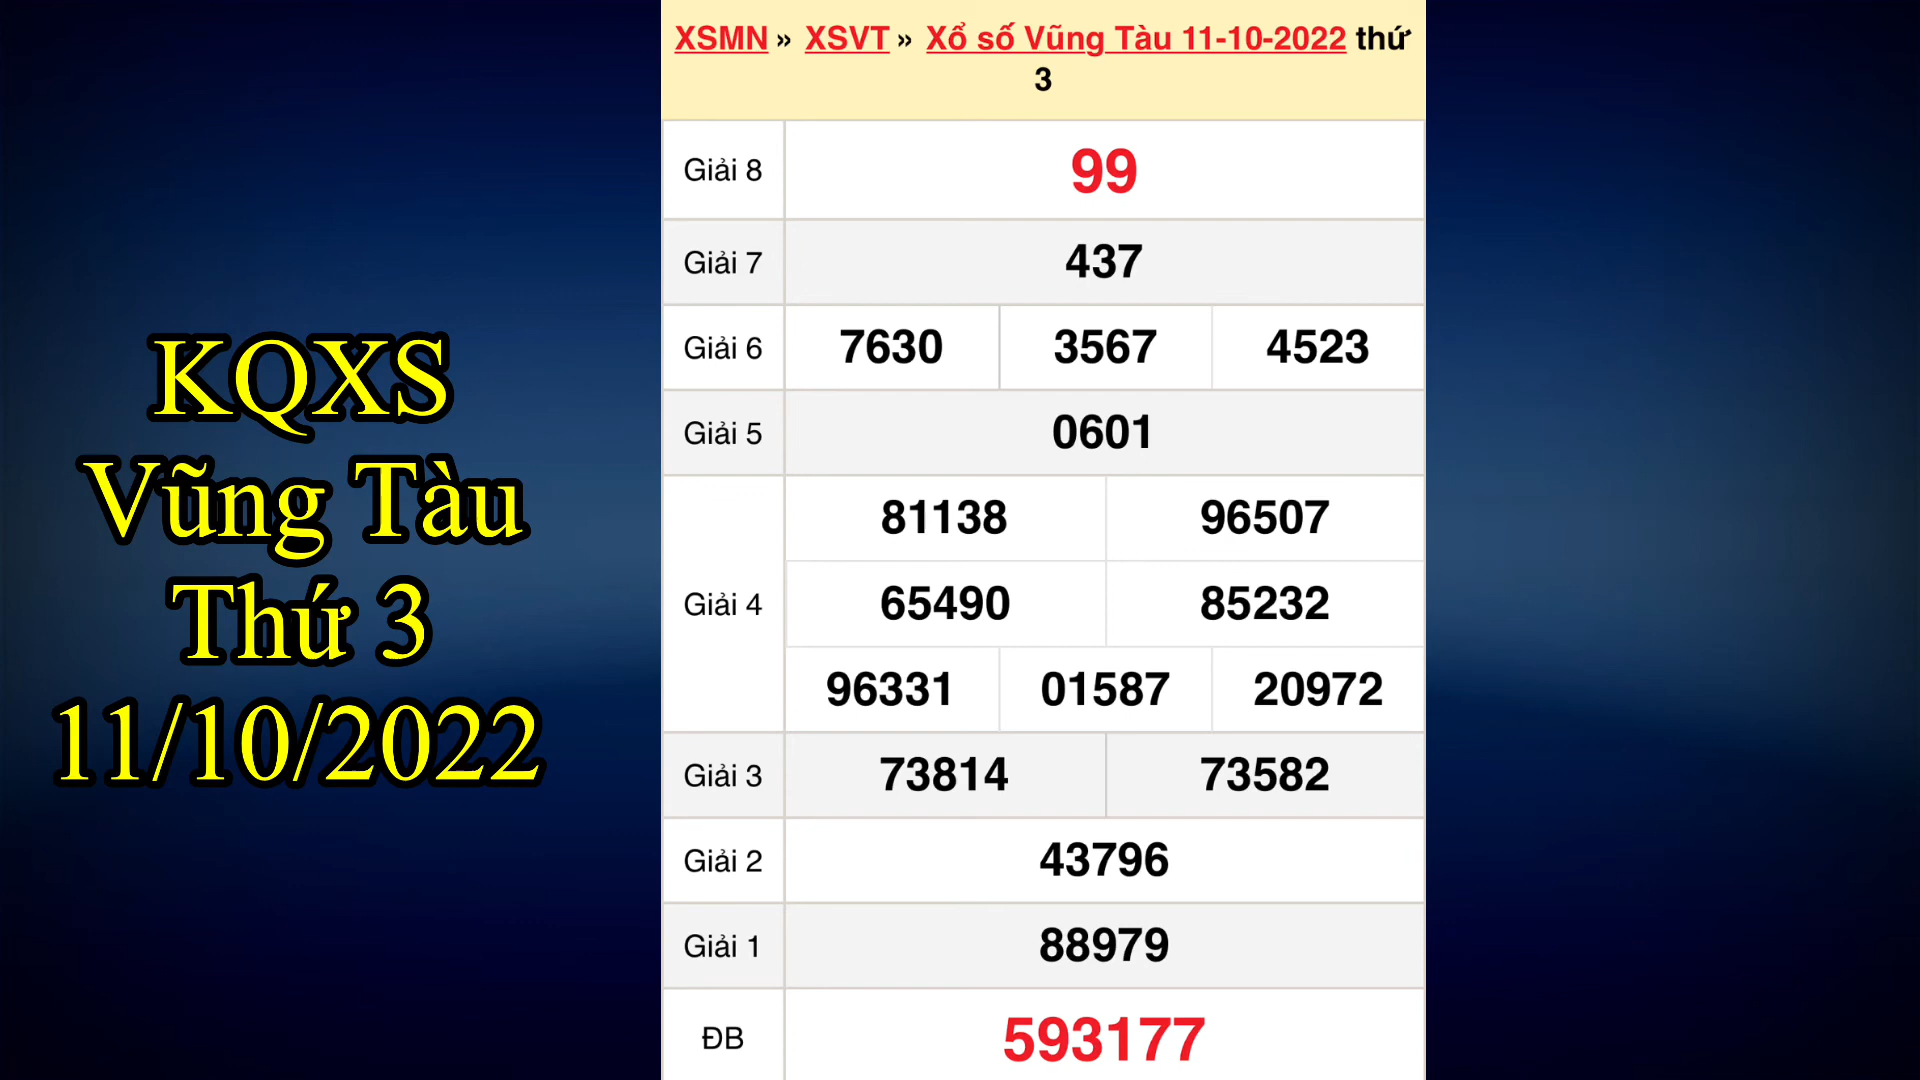 KQXS
Vũng Tàu
Thứ 3
11/10/2022
XSMN » XSVT » Xổ số Vũng Tàu 11-10-2022 thứ
3
Giải 8 99
Giải 7 437
Giải 6 7630 3567 4523
Giải 5 0601
81138 96507
Giải 4 65490 85232
96331 01587 20972
Giải 3 73814 73582
Giải 2 43796
Giải 1 88979
ĐB 593177